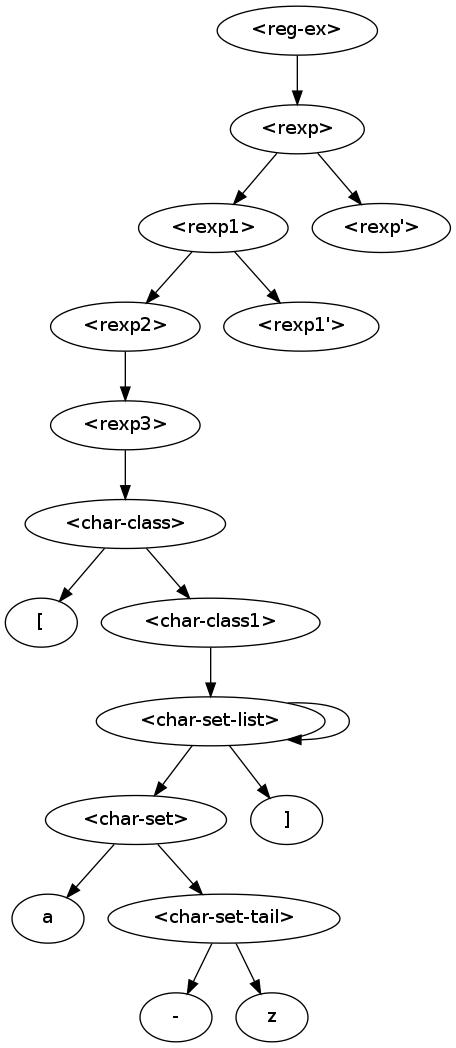 <reg-ex>
<rexp>
<rexp1>
<rexp'>
<rexp2>
<rexp1'>
<rexp3>
<char-class>
[
<char-class1>
<char-set-list>
<char-set>
]
a
<char-set-tail>
-
z